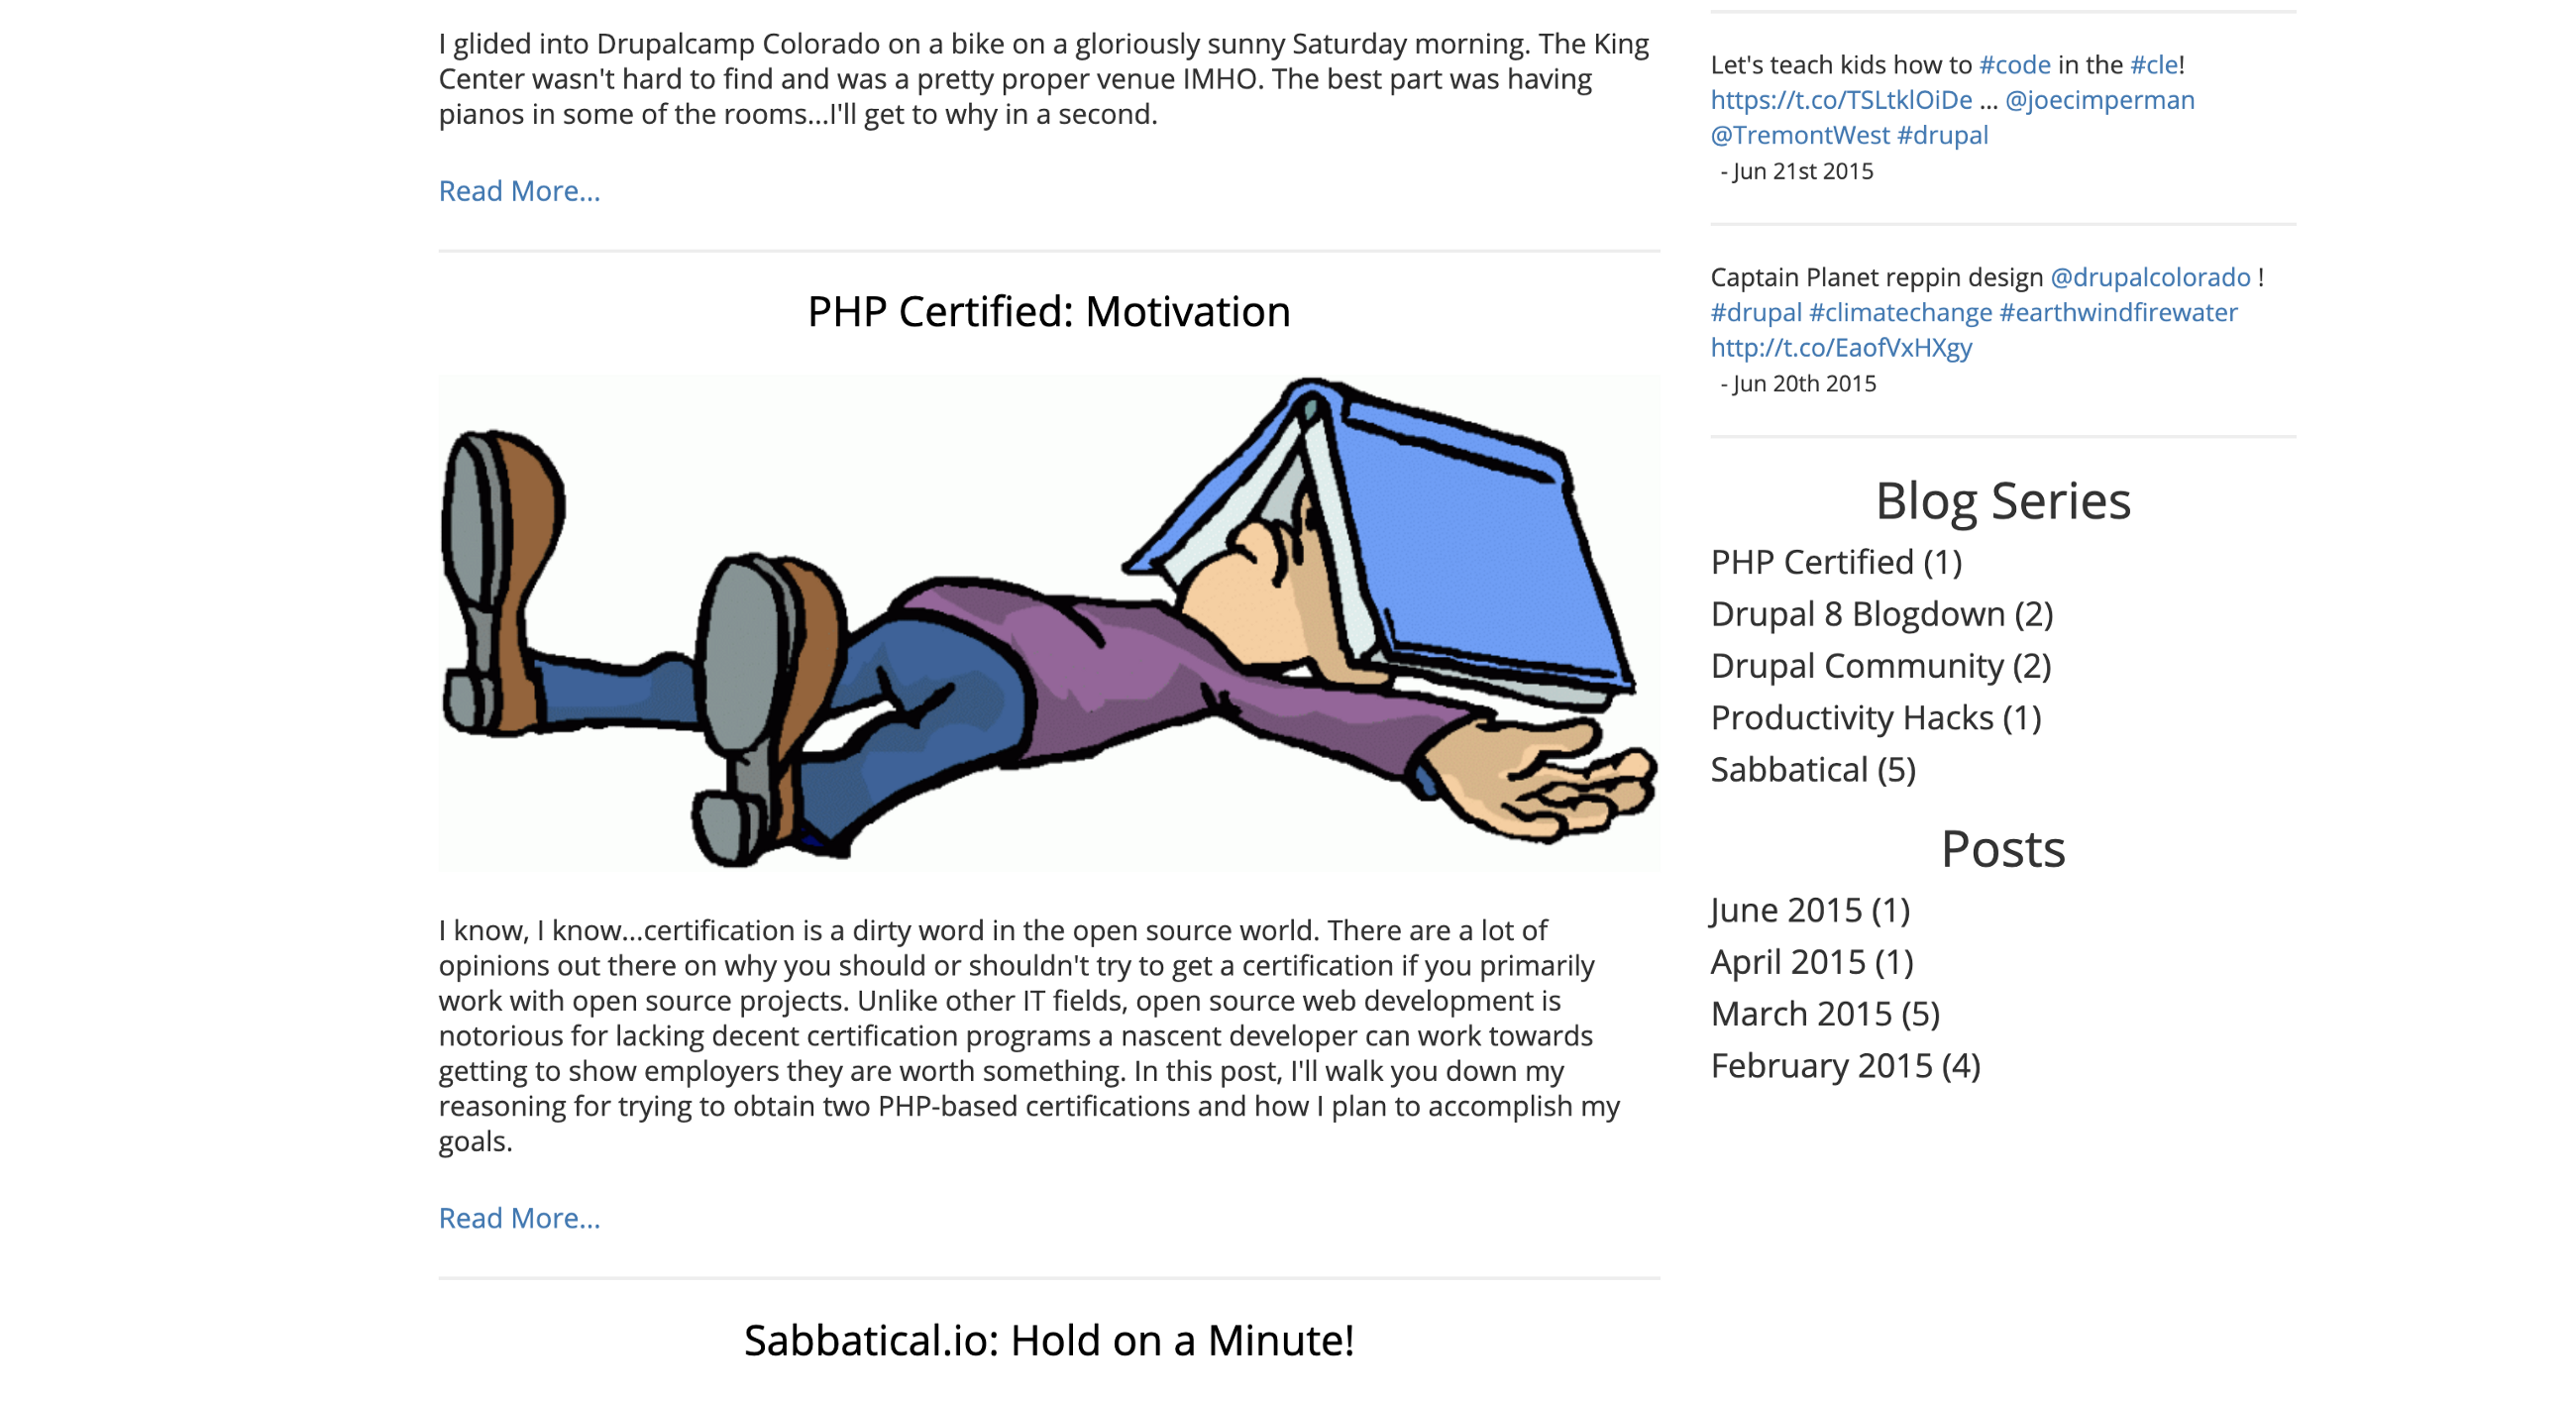 I glided into Drupalcamp Colorado on a bike on a gloriously sunny Saturday morning. The King
Center wasn't hard to find and was a pretty proper venue IMHO. The best part was having
pianos in some of the rooms...I'll get to why in a second.
Read More...
PHP Certified: Motivation
I know, I know...certification is a dirty word in the open source world. There are a lot of
opinions out there on why you should or shouldn't try to get a certification if you primarily
work with open source projects. Unlike other IT fields, open source web development is
notorious for lacking decent certification programs a nascent developer can work towards
getting to show employers they are worth something. In this post, I'll walk you down my
reasoning for trying to obtain two PHP-based certifications and how I plan to accomplish my
goals.
Read More...
Sabbatical.io: Hold on a Minute!
Let's teach kids how to #code in the #cle!
https://t.co/TSLtklOiDe ... @joecimperman
@TremontWest #drupal
- Jun 21st 2015
Captain Planet reppin design @drupalcolorado !
#drupal #climatechange #earthwindfirewater
http://t.co/EaofVxHXgy
- Jun 20th 2015
Blog Series
PHP Certified (1)
Drupal 8 Blogdown (2)
Drupal Community (2)
Productivity Hacks (1)
Sabbatical (5)
Posts
June 2015 (1)
April 2015 (1)
March 2015 (5)
February 2015 (4)